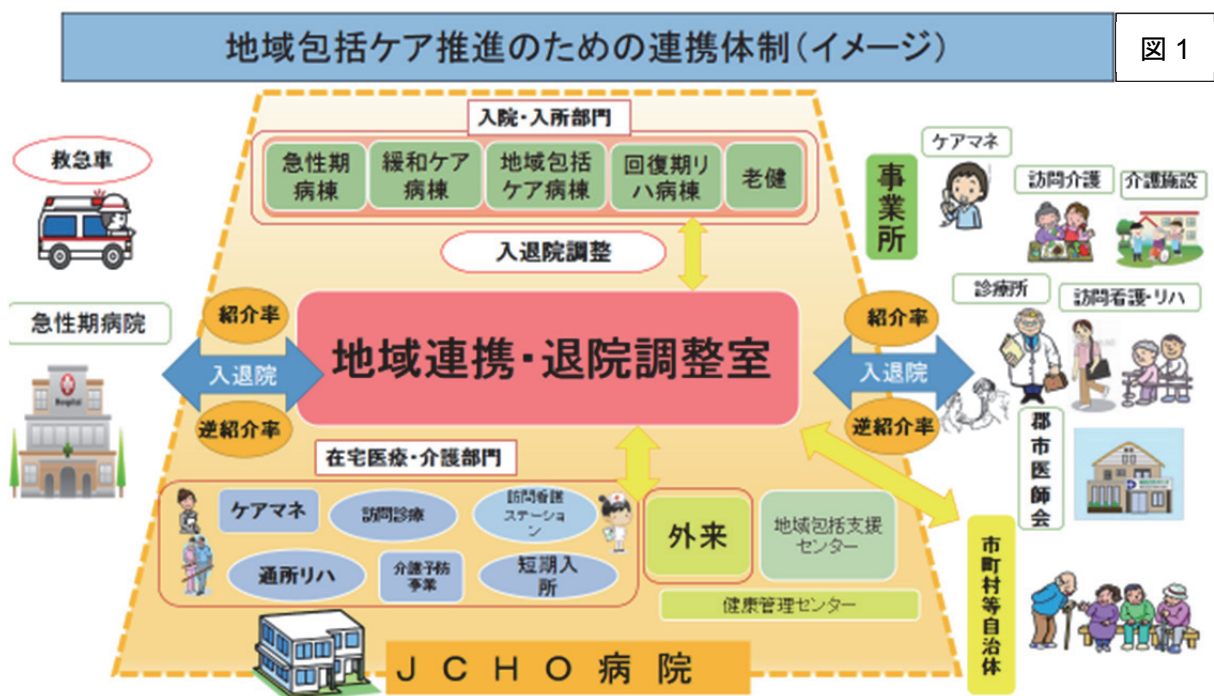 地域包括ケア推進のための連携体制(イメージ)
図 1
入院・入所部門
急性期
病棟
緩和ケア
病棟
地域包括
ケア病棟
回復期リ
ハ病棟
老健
救急車
入退院調整
事業所
ケアマネ
訪問介護
介護施設
急性期病院
Hospital
紹介率
入退院
逆紹介率
地域連携・退院調整室
紹介率
入退院
逆紹介率
診療所
訪問看護・リハ
郡市医師会
在宅医療・介護部門
ケアマネ
訪問診療
訪問看護
ステーショ
ン
通所リハ
介護予防
事業
短期入
所
外来
地域包括支援
センター
健康管理センター
市町村等自治体
JCHO病院